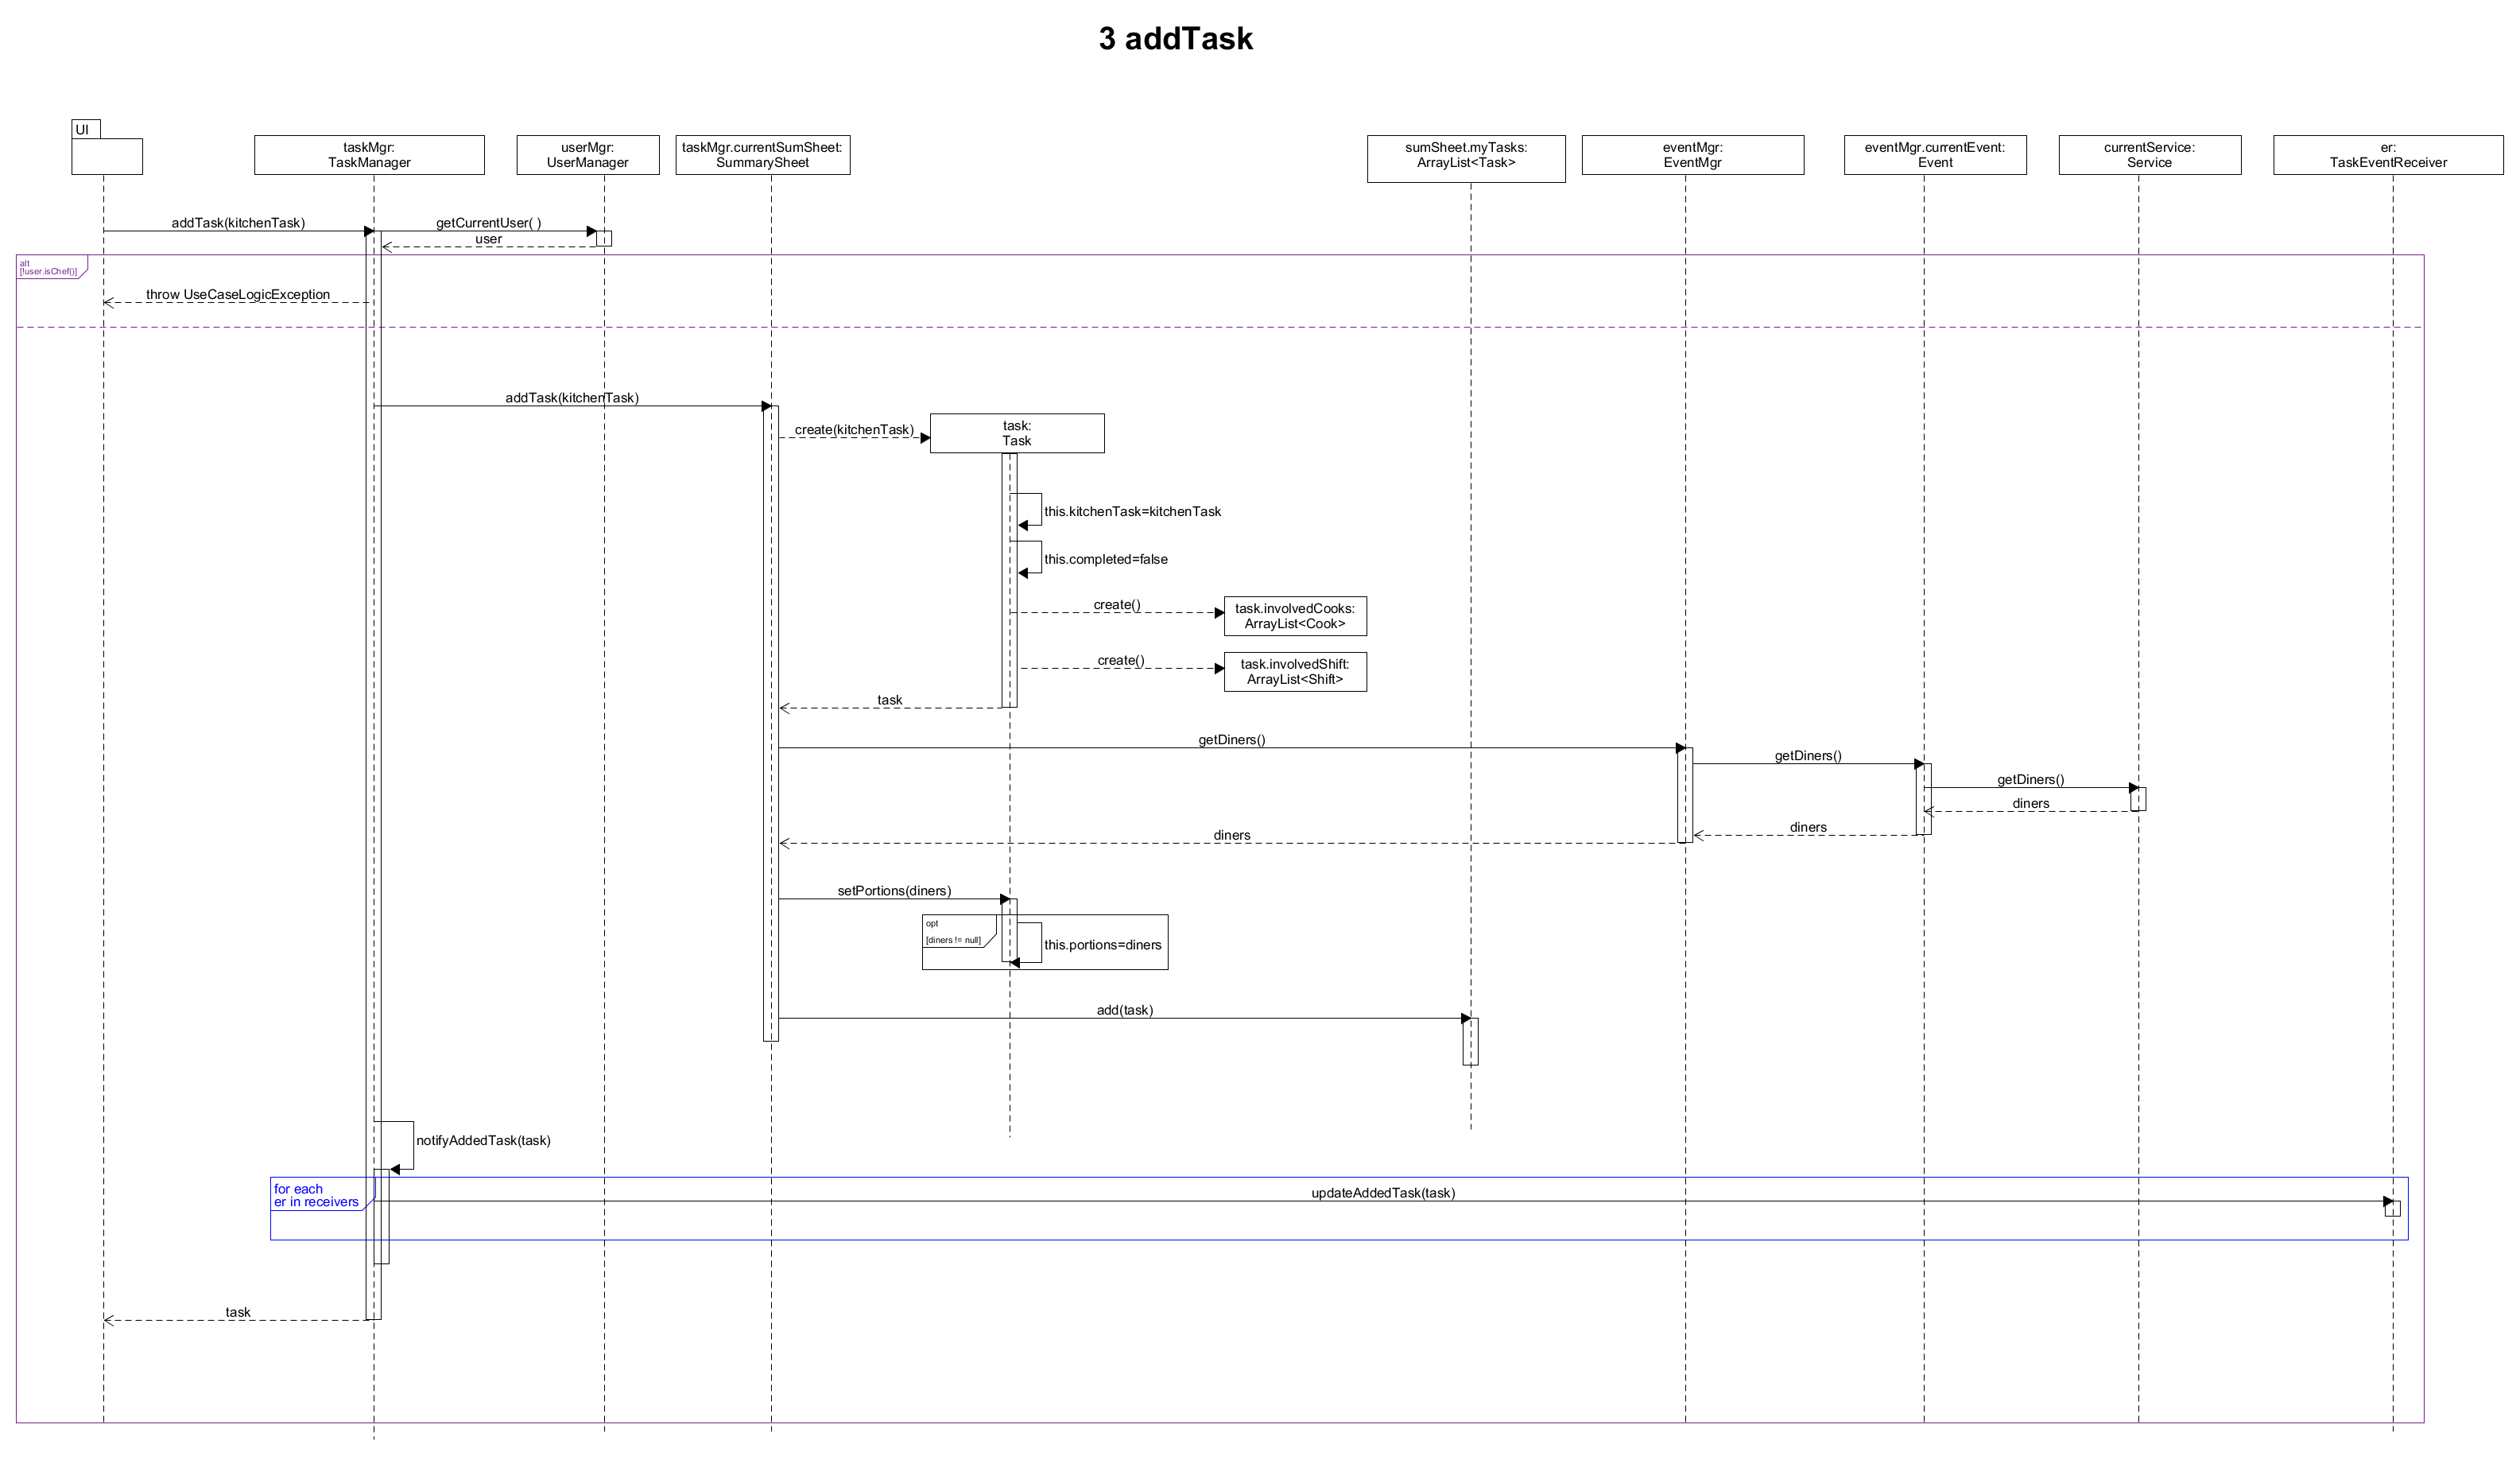 3 addTask
UI
taskMgr:
TaskManager
userMgr:
UserManager
taskMgr.currentSumSheet:
SummarySheet
sumSheet.myTasks:
ArrayList<Task>
eventMgr:
EventMgr
eventMgr.currentEvent:
Event
currentService:
Service
er:
TaskEventReceiver
addTask(kitchenTask)
getCurrentUser( )
user
alt
[!user.isChef()]
throw UseCaseLogicException
addTask(kitchenTask)
create(kitchenTask)
task:
Task
this.kitchenTask=kitchenTask
this.completed=false
create()
task.involvedCooks:
ArrayList<Cook>
create()
task.involvedShift:
ArrayList<Shift>
task
getDiners()
getDiners()
getDiners()
diners
diners
diners
setPortions(diners)
opt
[diners != null]
this.portions=diners
add(task)
notifyAddedTask(task)
for each
er in receivers
updateAddedTask(task)
task